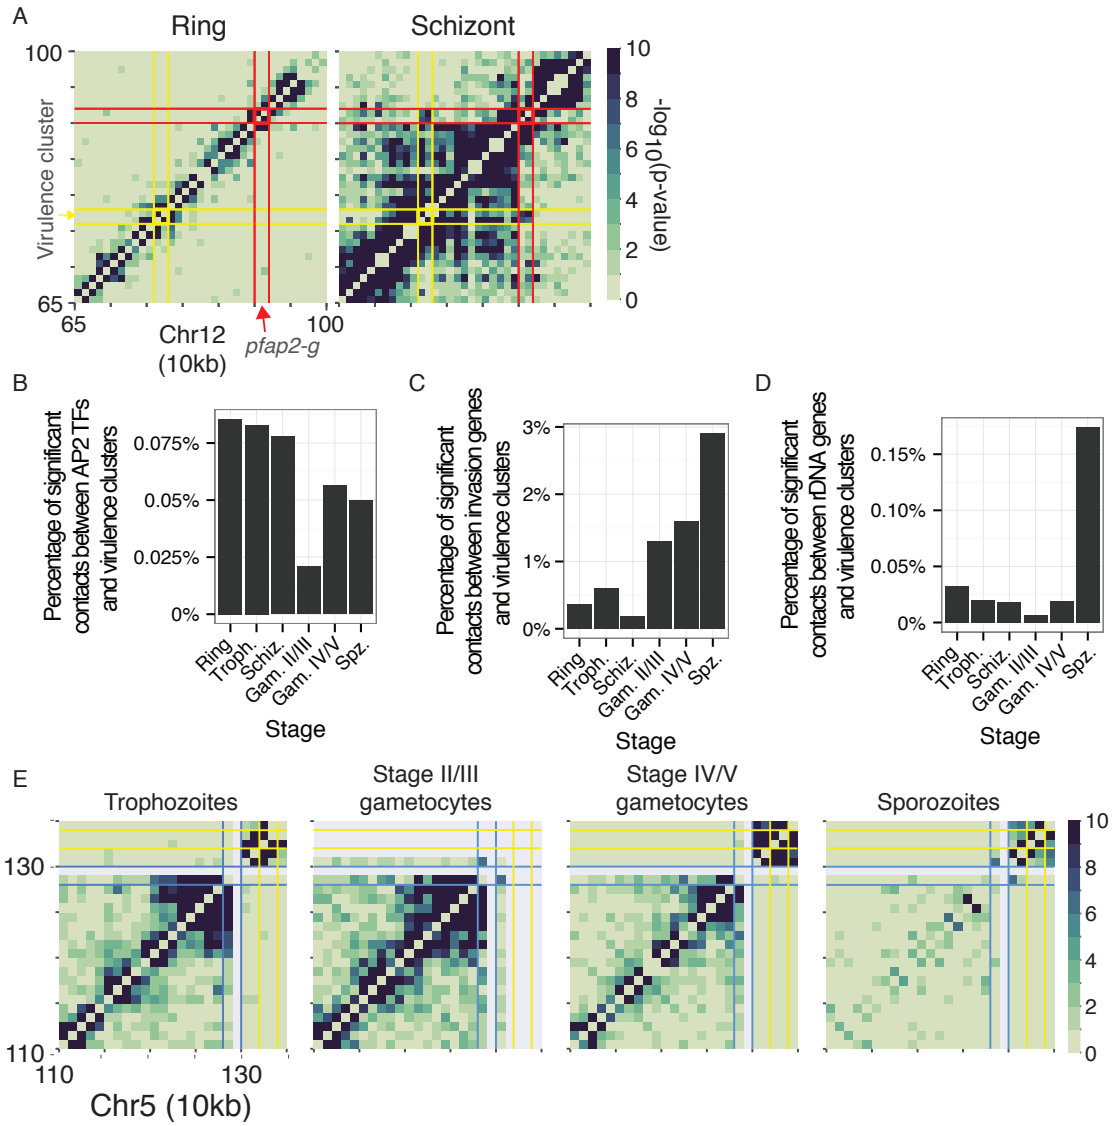 A
Ring
Schizont
100
Virulence cluster
65
65
100
Chr12
(10kb)
pfap2-g
10
8
6
4
2
0
-log10(p-value)
B
Percentage of significant
contacts between AP2 TFs
and virulence clusters
0.075%
0.05%
0.025%
0%
Ring
Troph.
Schiz.
Gam. II/III
Gam. IV/V
Spz.
Stage
C
Percentage of significant
contacts between invasion genes
and virulence clusters
3%
2%
1%
0%
Ring
Troph.
Schiz.
Gam. II/III
Gam. IV/V
Spz.
Stage
D
Percentage of significant
contacts between rDNA genes
and virulence clusters
0.15%
0.10%
0.05%
0.00%
Ring
Troph.
Schiz.
Gam. II/III
Gam. IV/V
Spz.
Stage
E
Trophozoites
Stage II/III
gametocytes
Stage IV/V
gametocytes
Sporozoites
130
110
110
130
Chr5 (10kb)
10
8
6
4
2
0